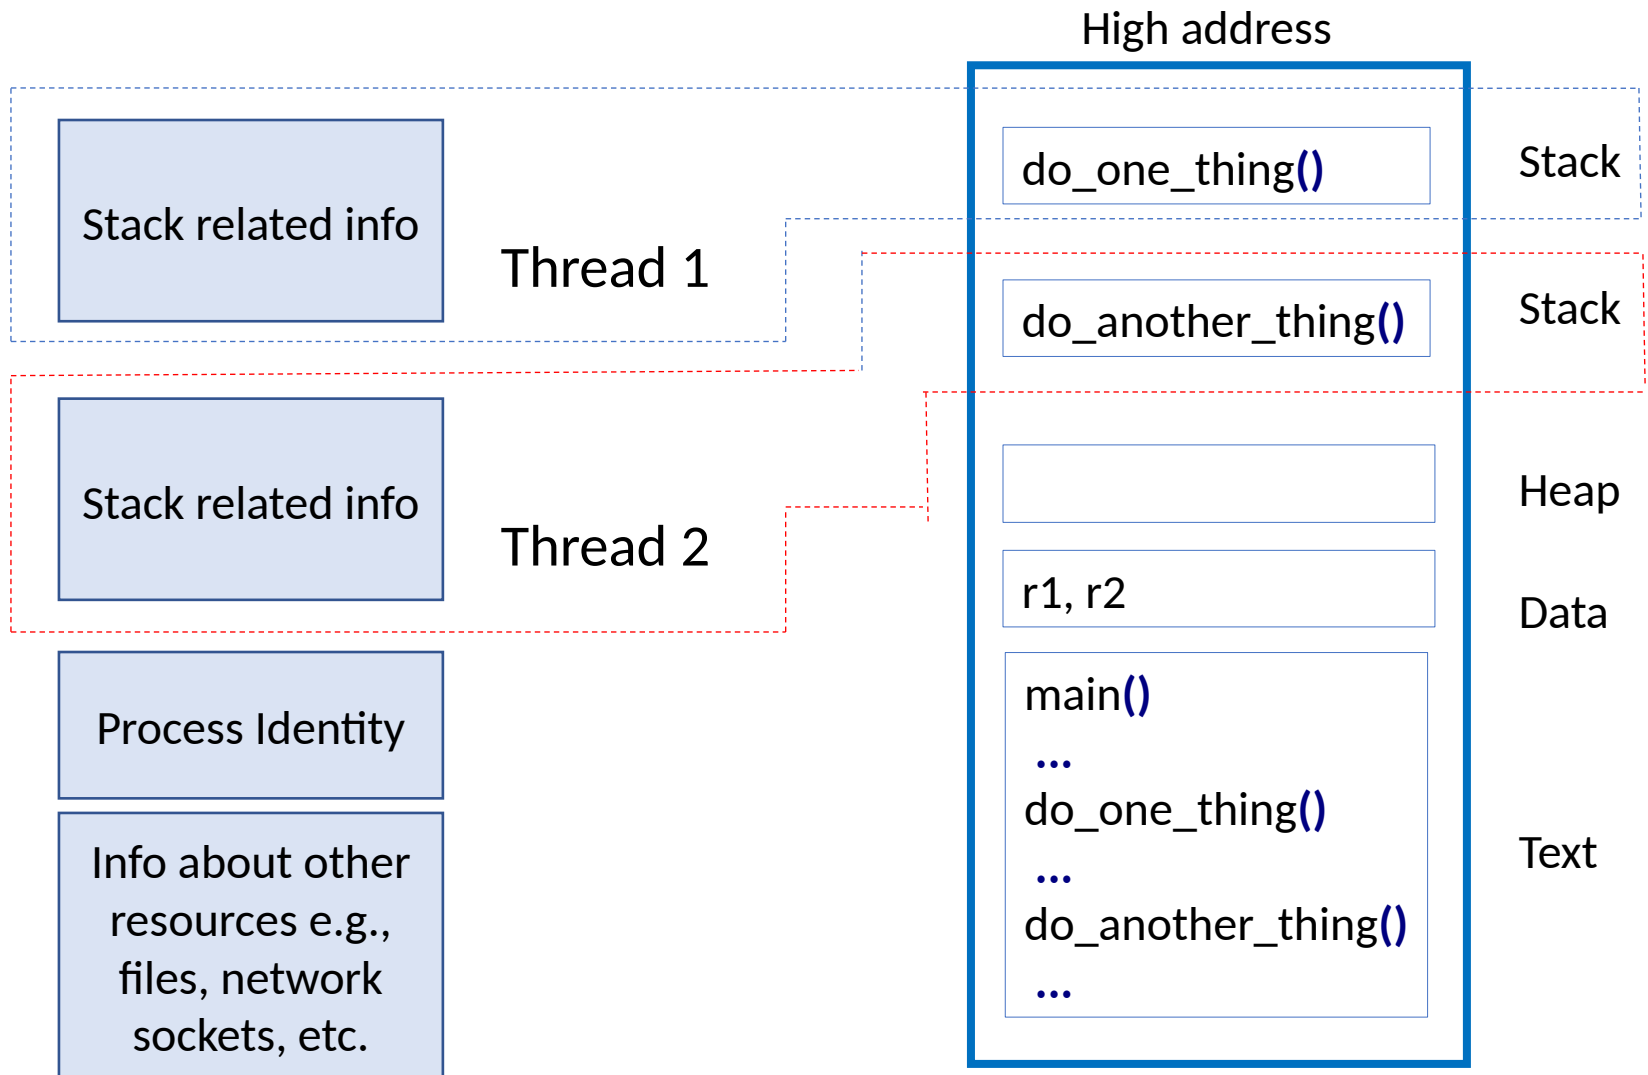 High address
do_one_thing()
Stack
Stack related info
Thread 1
do_another_thing()
Stack
Stack related info
Thread 2
Heap
r1, r2
Data
Process Identity
main()
...
do_one_thing()
...
do_another_thing()
...
Text
Info about other
resources e.g.,
files, network
sockets, etc.